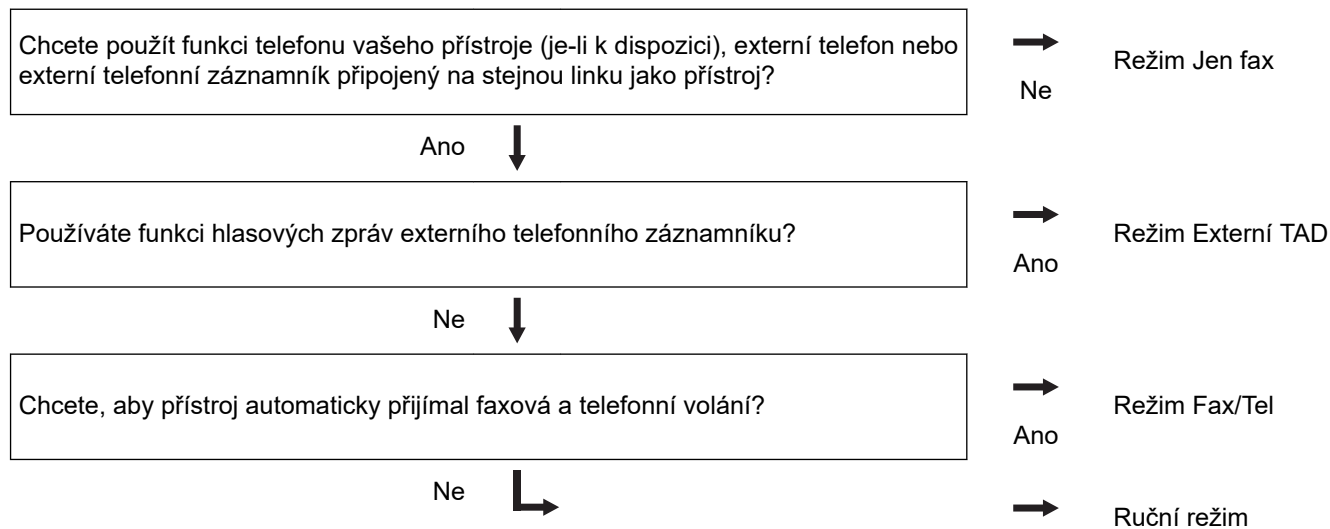 Chcete použít funkci telefonu vašeho přístroje (je-li k dispozici), externí telefon nebo
externí telefonní záznamník připojený na stejnou linku jako přístroj?
Ne
Režim Jen fax
Ano
Používáte funkci hlasových zpráv externího telefonního záznamníku?
Ano
Režim Externí TAD
Ne
Chcete, aby přístroj automaticky přijímal faxová a telefonní volání?
Ano
Režim Fax/Tel
Ne
Ruční režim